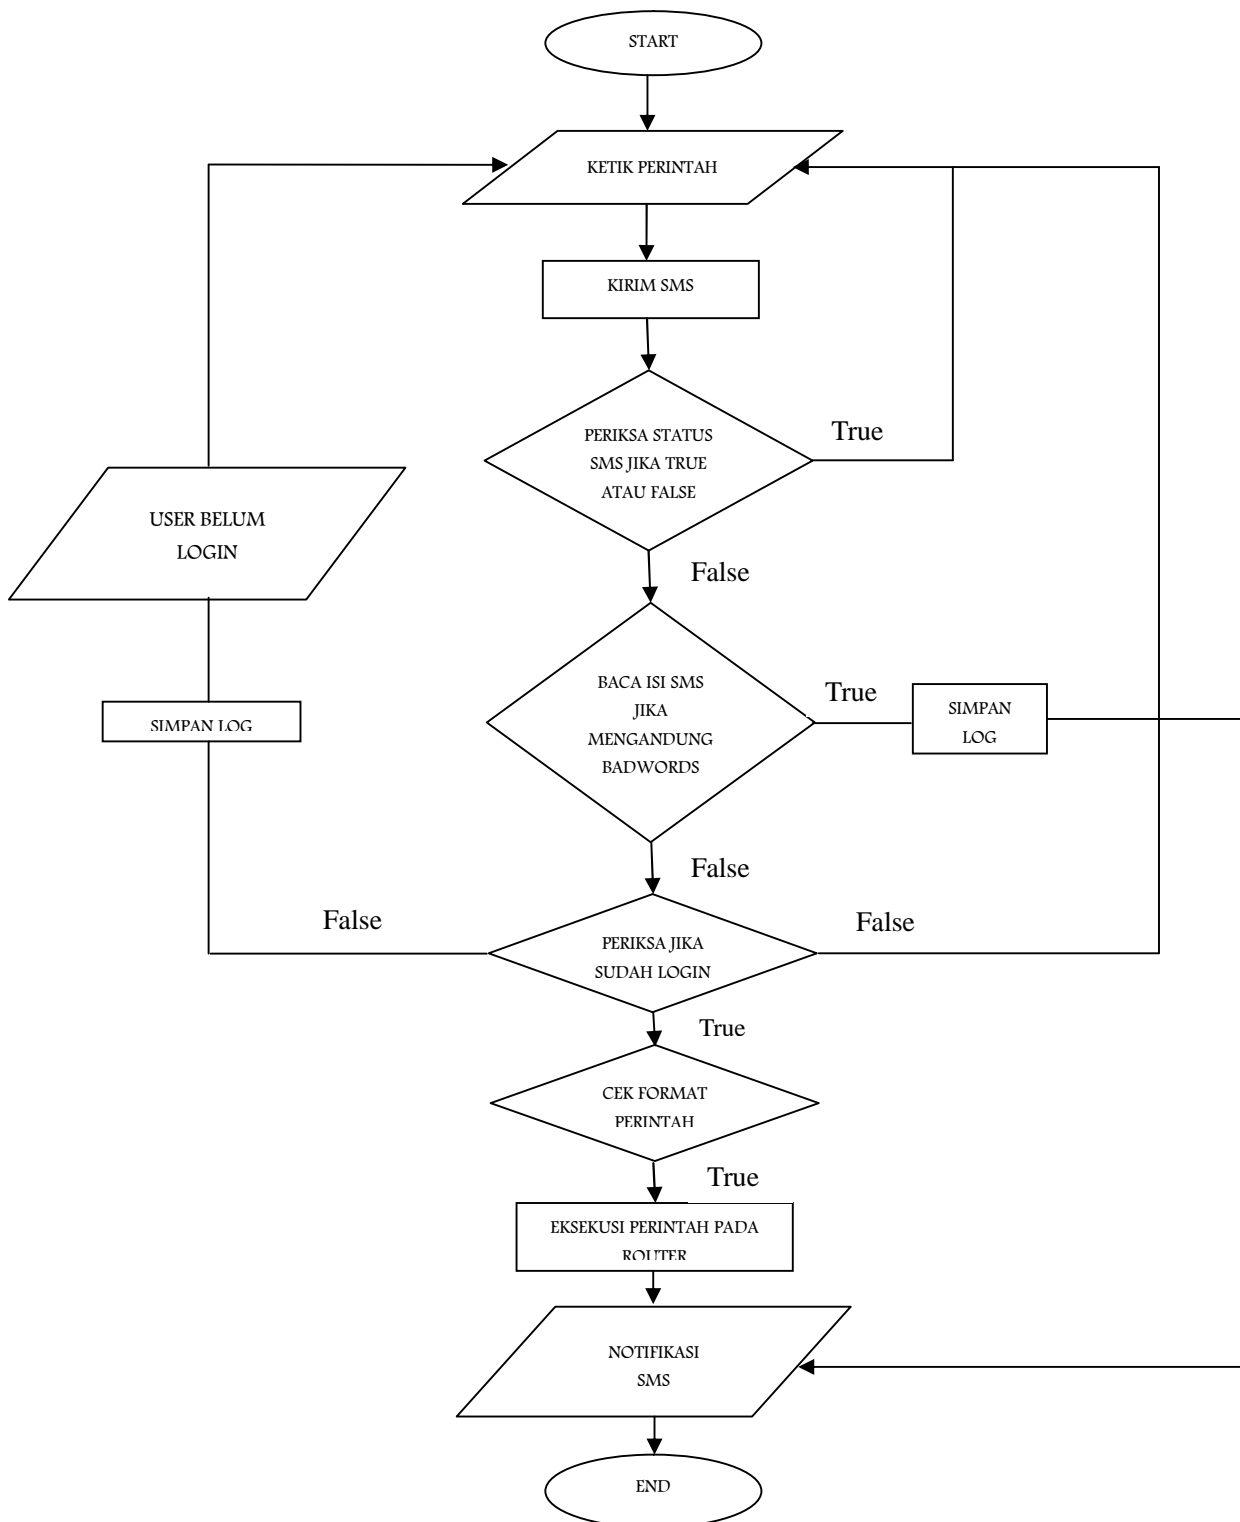 START
KETIK PERINTAH
KIRIM SMS
PERIKSA STATUS
SMS JIKA TRUE
ATAU FALSE
True
USER BELUM
LOGIN
False
BACA ISI SMS
JIKA
MENGANDUNG
BADWORDS
True
SIMPAN
LOG
SIMPAN LOG
False
False
PERIKSA JIKA
SUDAH LOGIN
False
True
CEK FORMAT
PERINTAH
True
EKSEKUSI PERINTAH PADA
ROUTER
NOTIFIKASI
SMS
END